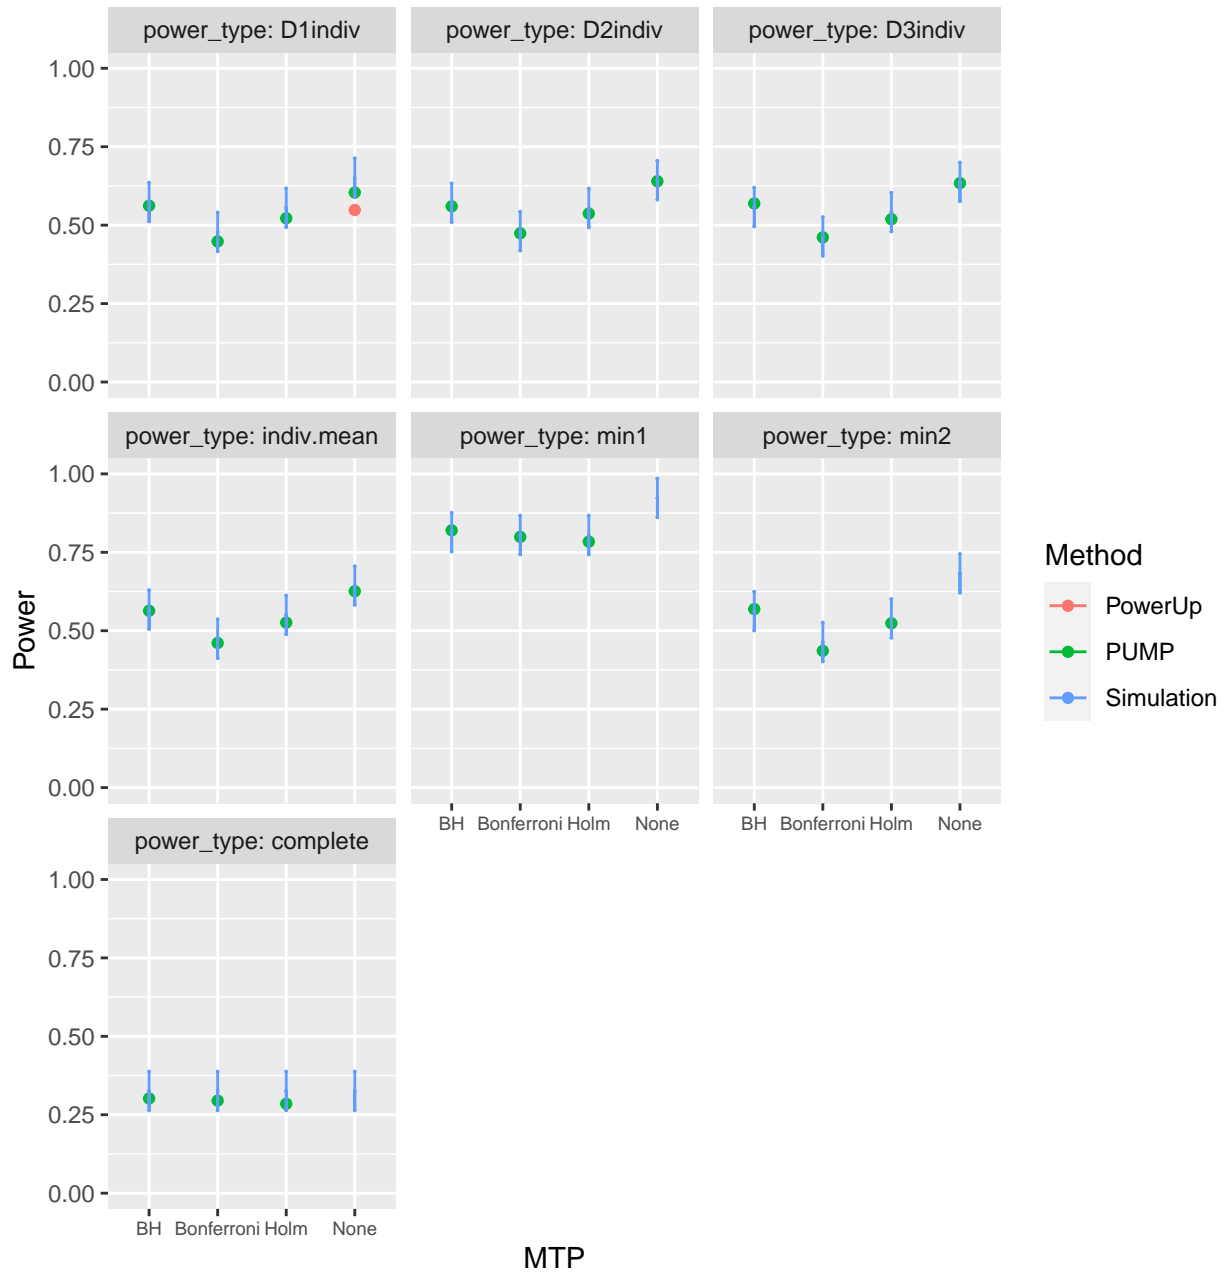 power_type: D1indiv power_type: D2indiv power_type: D3indiv
1.00
0.75
0.50
0.25
0.00
power_type: indiv.mean power_type: min1 power_type: min2
1.00
0.75
0.50
0.25
0.00
BH Bonferroni Holm None BH Bonferroni Holm None
power_type: complete
1.00
0.75
0.50
0.25
0.00
BH Bonferroni Holm None
MTP
Power
Method
PowerUp
PUMP
Simulation